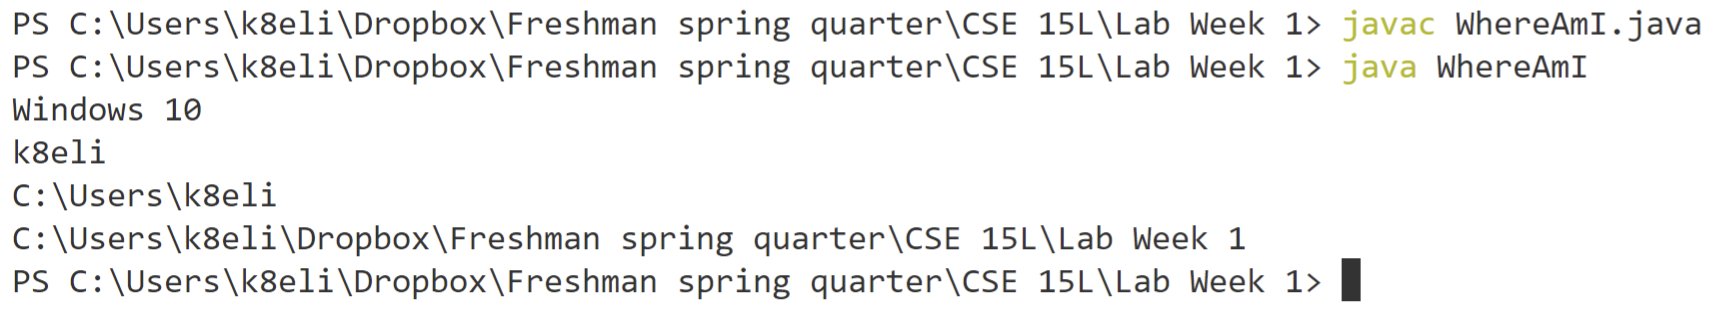 PS C:\Users\k8eli\Dropbox\Freshman spring quarter\CSE 15L\Lab Week 1> javac WhereAmI.java
PS C:\Users\k8eli\Dropbox\Freshman spring quarter\CSE 15L\Lab Week 1> java WhereAmI
Windows 10
k8eli
C:\Users\k8eli
C:\Users\k8eli\Dropbox\Freshman spring quarter\CSE 15L\Lab Week 1
PS C:\Users\k8eli\Dropbox\Freshman spring quarter\CSE 15L\Lab Week 1>